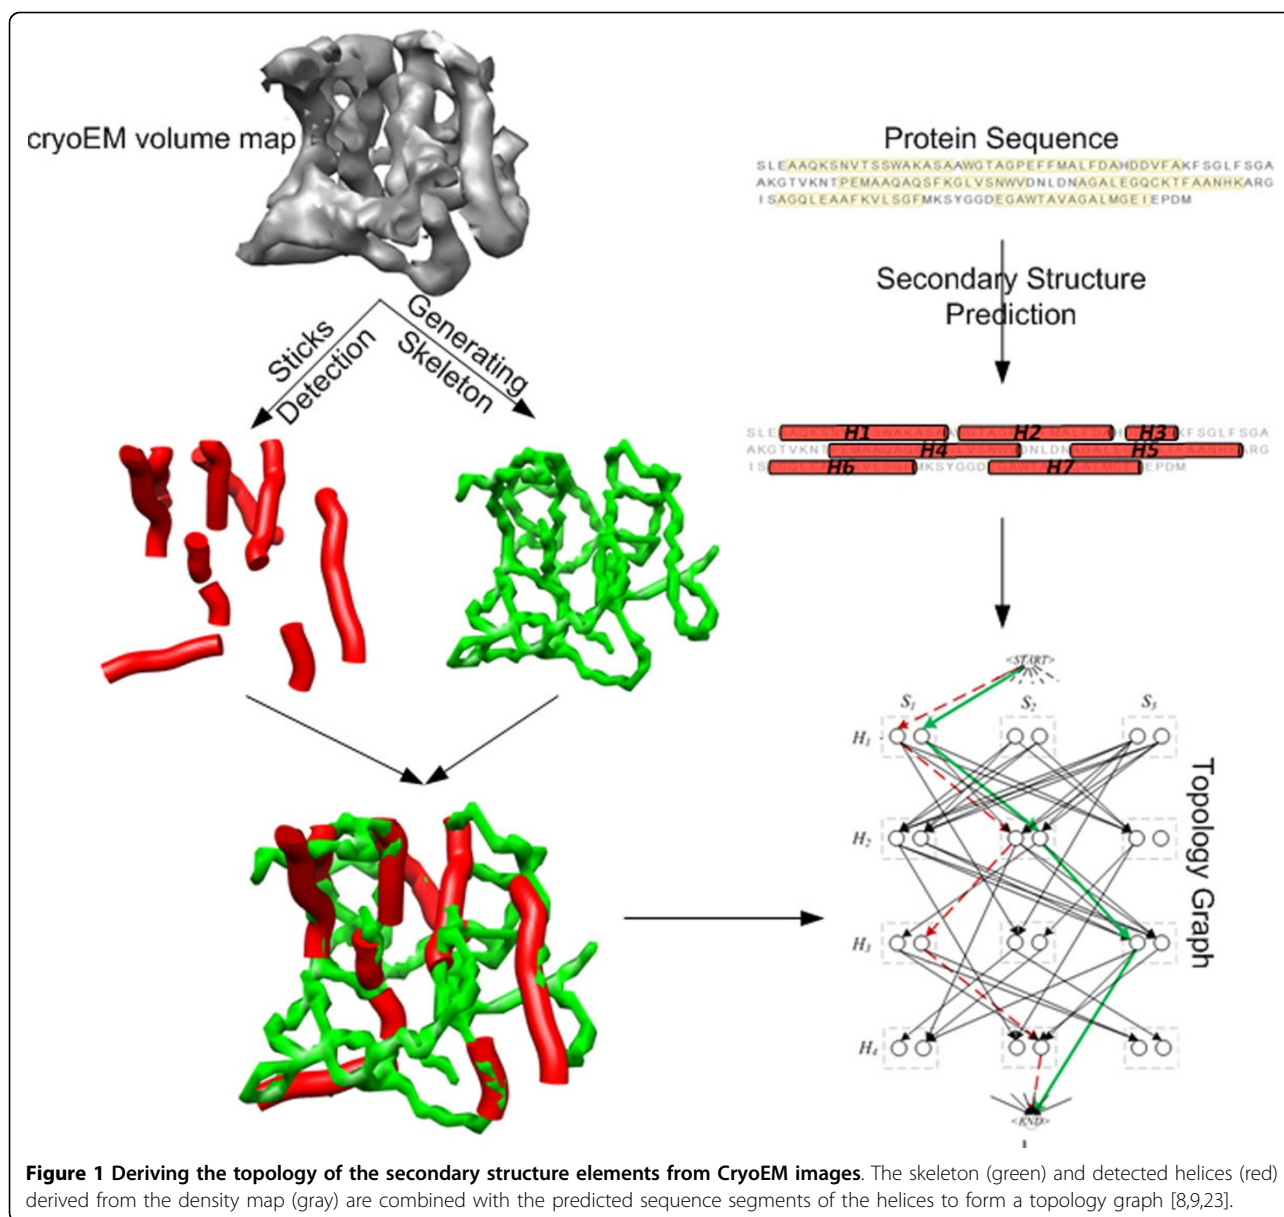 cryoEM volume map
Protein Sequence
SLEAAQKSNVTSSWAKASAAWGTAGPEFFMALFDAHDDVFAKFSGLFSGA
AKGTVKNTPEMAAQAQSFKGLVSNWVDNLDNAGALEGQCKTFAANHKARG
ISAGQLEAAFKVLSGFMKSYGGDEGAWTAVAGALMGEIEPDM
Sticks
Detection
Generating
Skeleton
Secondary Structure
Prediction
H1 H2 H3
H4 H5
H6 H7
<START>
S1 S2 S3
H1
H2
H3
H4
Topology Graph
Figure 1 Deriving the topology of the secondary structure elements from CryoEM images. The skeleton (green) and detected helices (red)
derived from the density map (gray) are combined with the predicted sequence segments of the helices to form a topology graph [8,9,23].